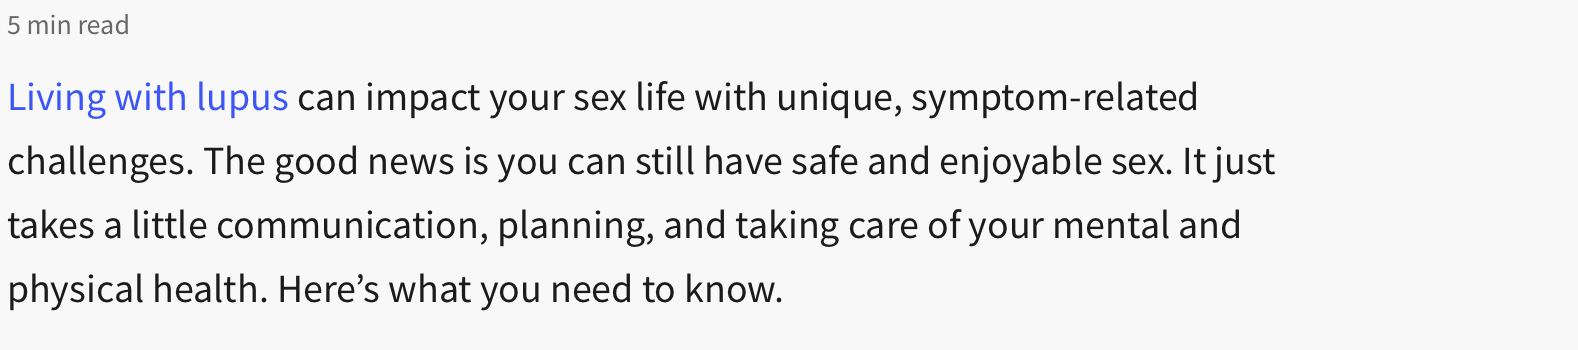 5 min read
Living with lupus can impact your sex life with unique, symptom-related
challenges. The good news is you can still have safe and enjoyable sex. It just
takes a little communication, planning, and taking care of your mental and
physical health. Here’s what you need to know.